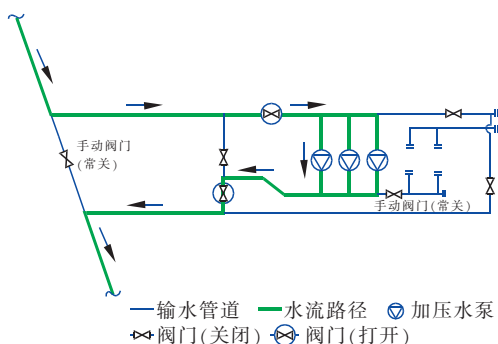 手动阀门
(常关)
手动阀门(常关)
输水管道 水流路径 加压水泵
阀门(关闭) 阀门(打开)